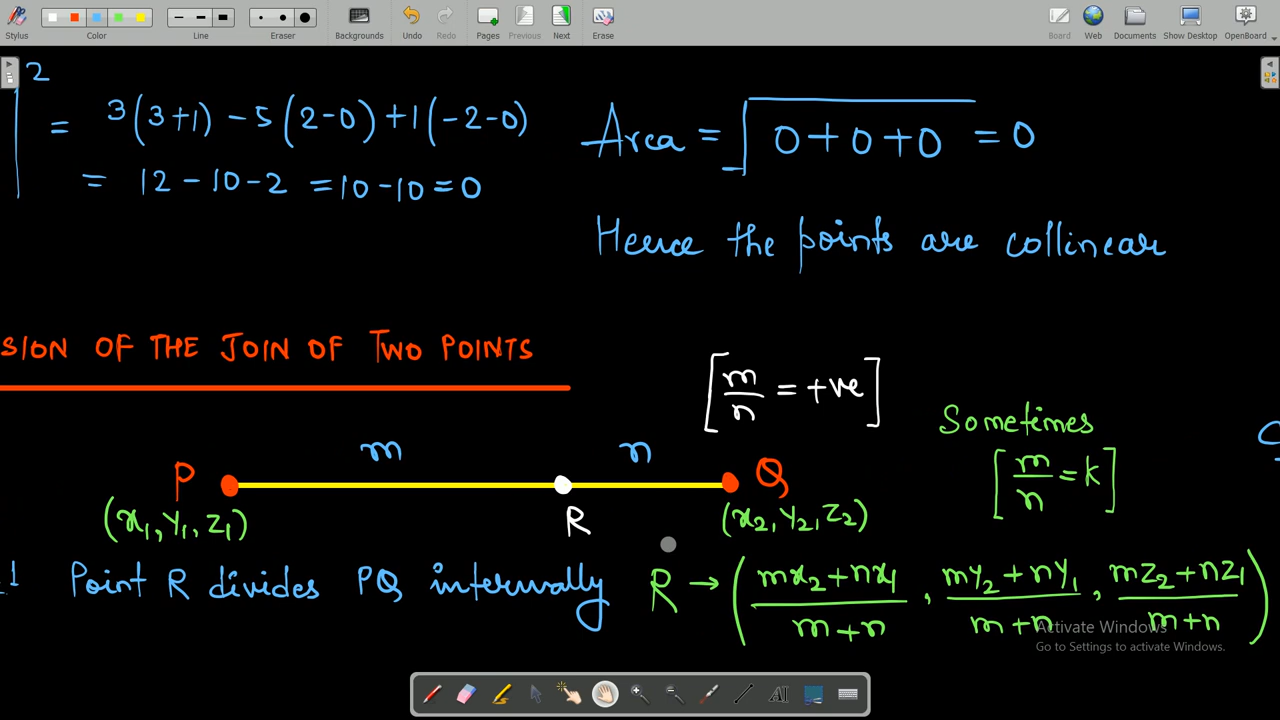 Stylus Color Line Eraser Backgrounds Undo Redo Pages Previous Next Erase Board Web Documents Show Desktop OpenBoard
2
= 3(3+1) - 5(2-0) +1(-2-0)
= 12 - 10 - 2 = 10 - 10 = 0
Area = √0+0+0 = 0
Hence the points are collinear
SION OF THE JOIN OF TWO POINTS
[m/n = +ve]
Sometimes
[m/n = k]
m n
P Q
(x₁, y₁, z₁) R (x₂, y₂, z₂)
.1 Point R divides PQ internally R → (mx₂+nx₁/m+n, my₂+ny₁/m+n, mz₂+nz₁/m+n)
Activate Windows
Go to Settings to activate Windows.